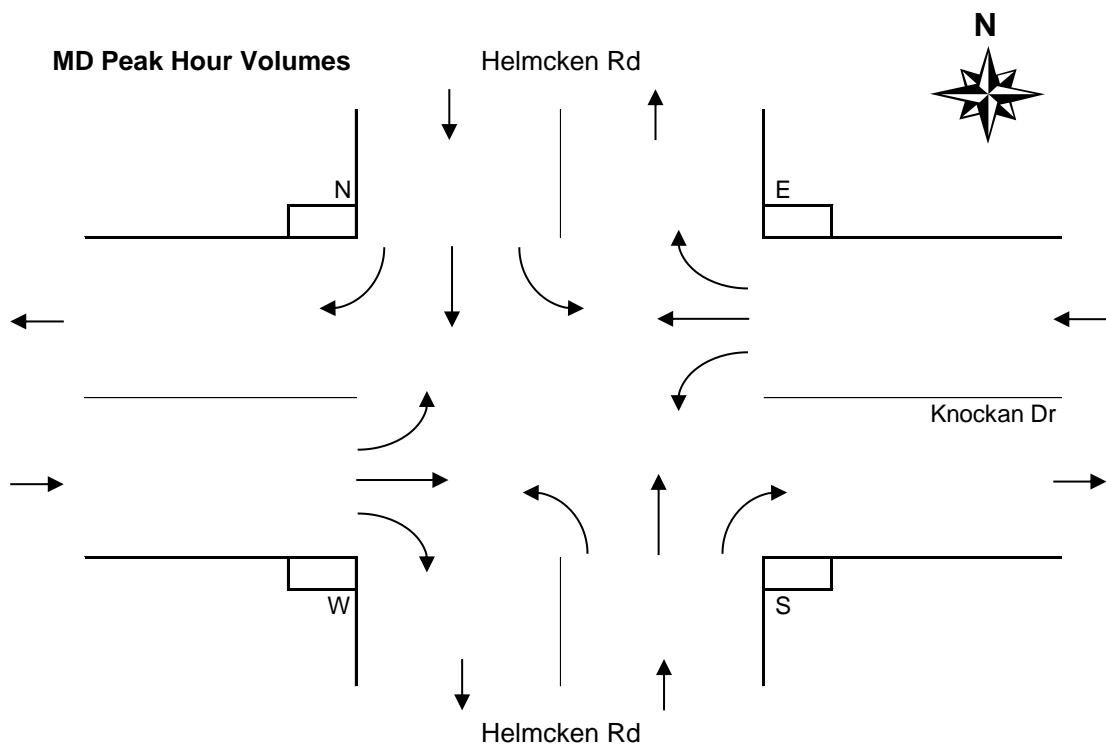 N
MD Peak Hour Volumes Helmcken Rd
N E
Knockan Dr
W S
Helmcken Rd